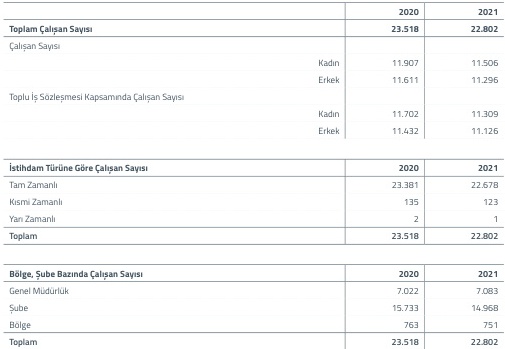 2020 2021
Toplam Çalışan Sayısı 23.518 22.802
Çalışan Sayısı
Kadın 11.907 11.506
Erkek 11.611 11.296
Toplu İş Sözleşmesi Kapsamında Çalışan Sayısı
Kadın 11.702 11.309
Erkek 11.432 11.126
İstihdam Türüne Göre Çalışan Sayısı 2020 2021
Tam Zamanlı 23.381 22.678
Kısmi Zamanlı 135 123
Yarı Zamanlı 2 1
Toplam 23.518 22.802
Bölge, Şube Bazında Çalışan Sayısı 2020 2021
Genel Müdürlük 7.022 7.083
Şube 15.733 14.968
Bölge 763 751
Toplam 23.518 22.802